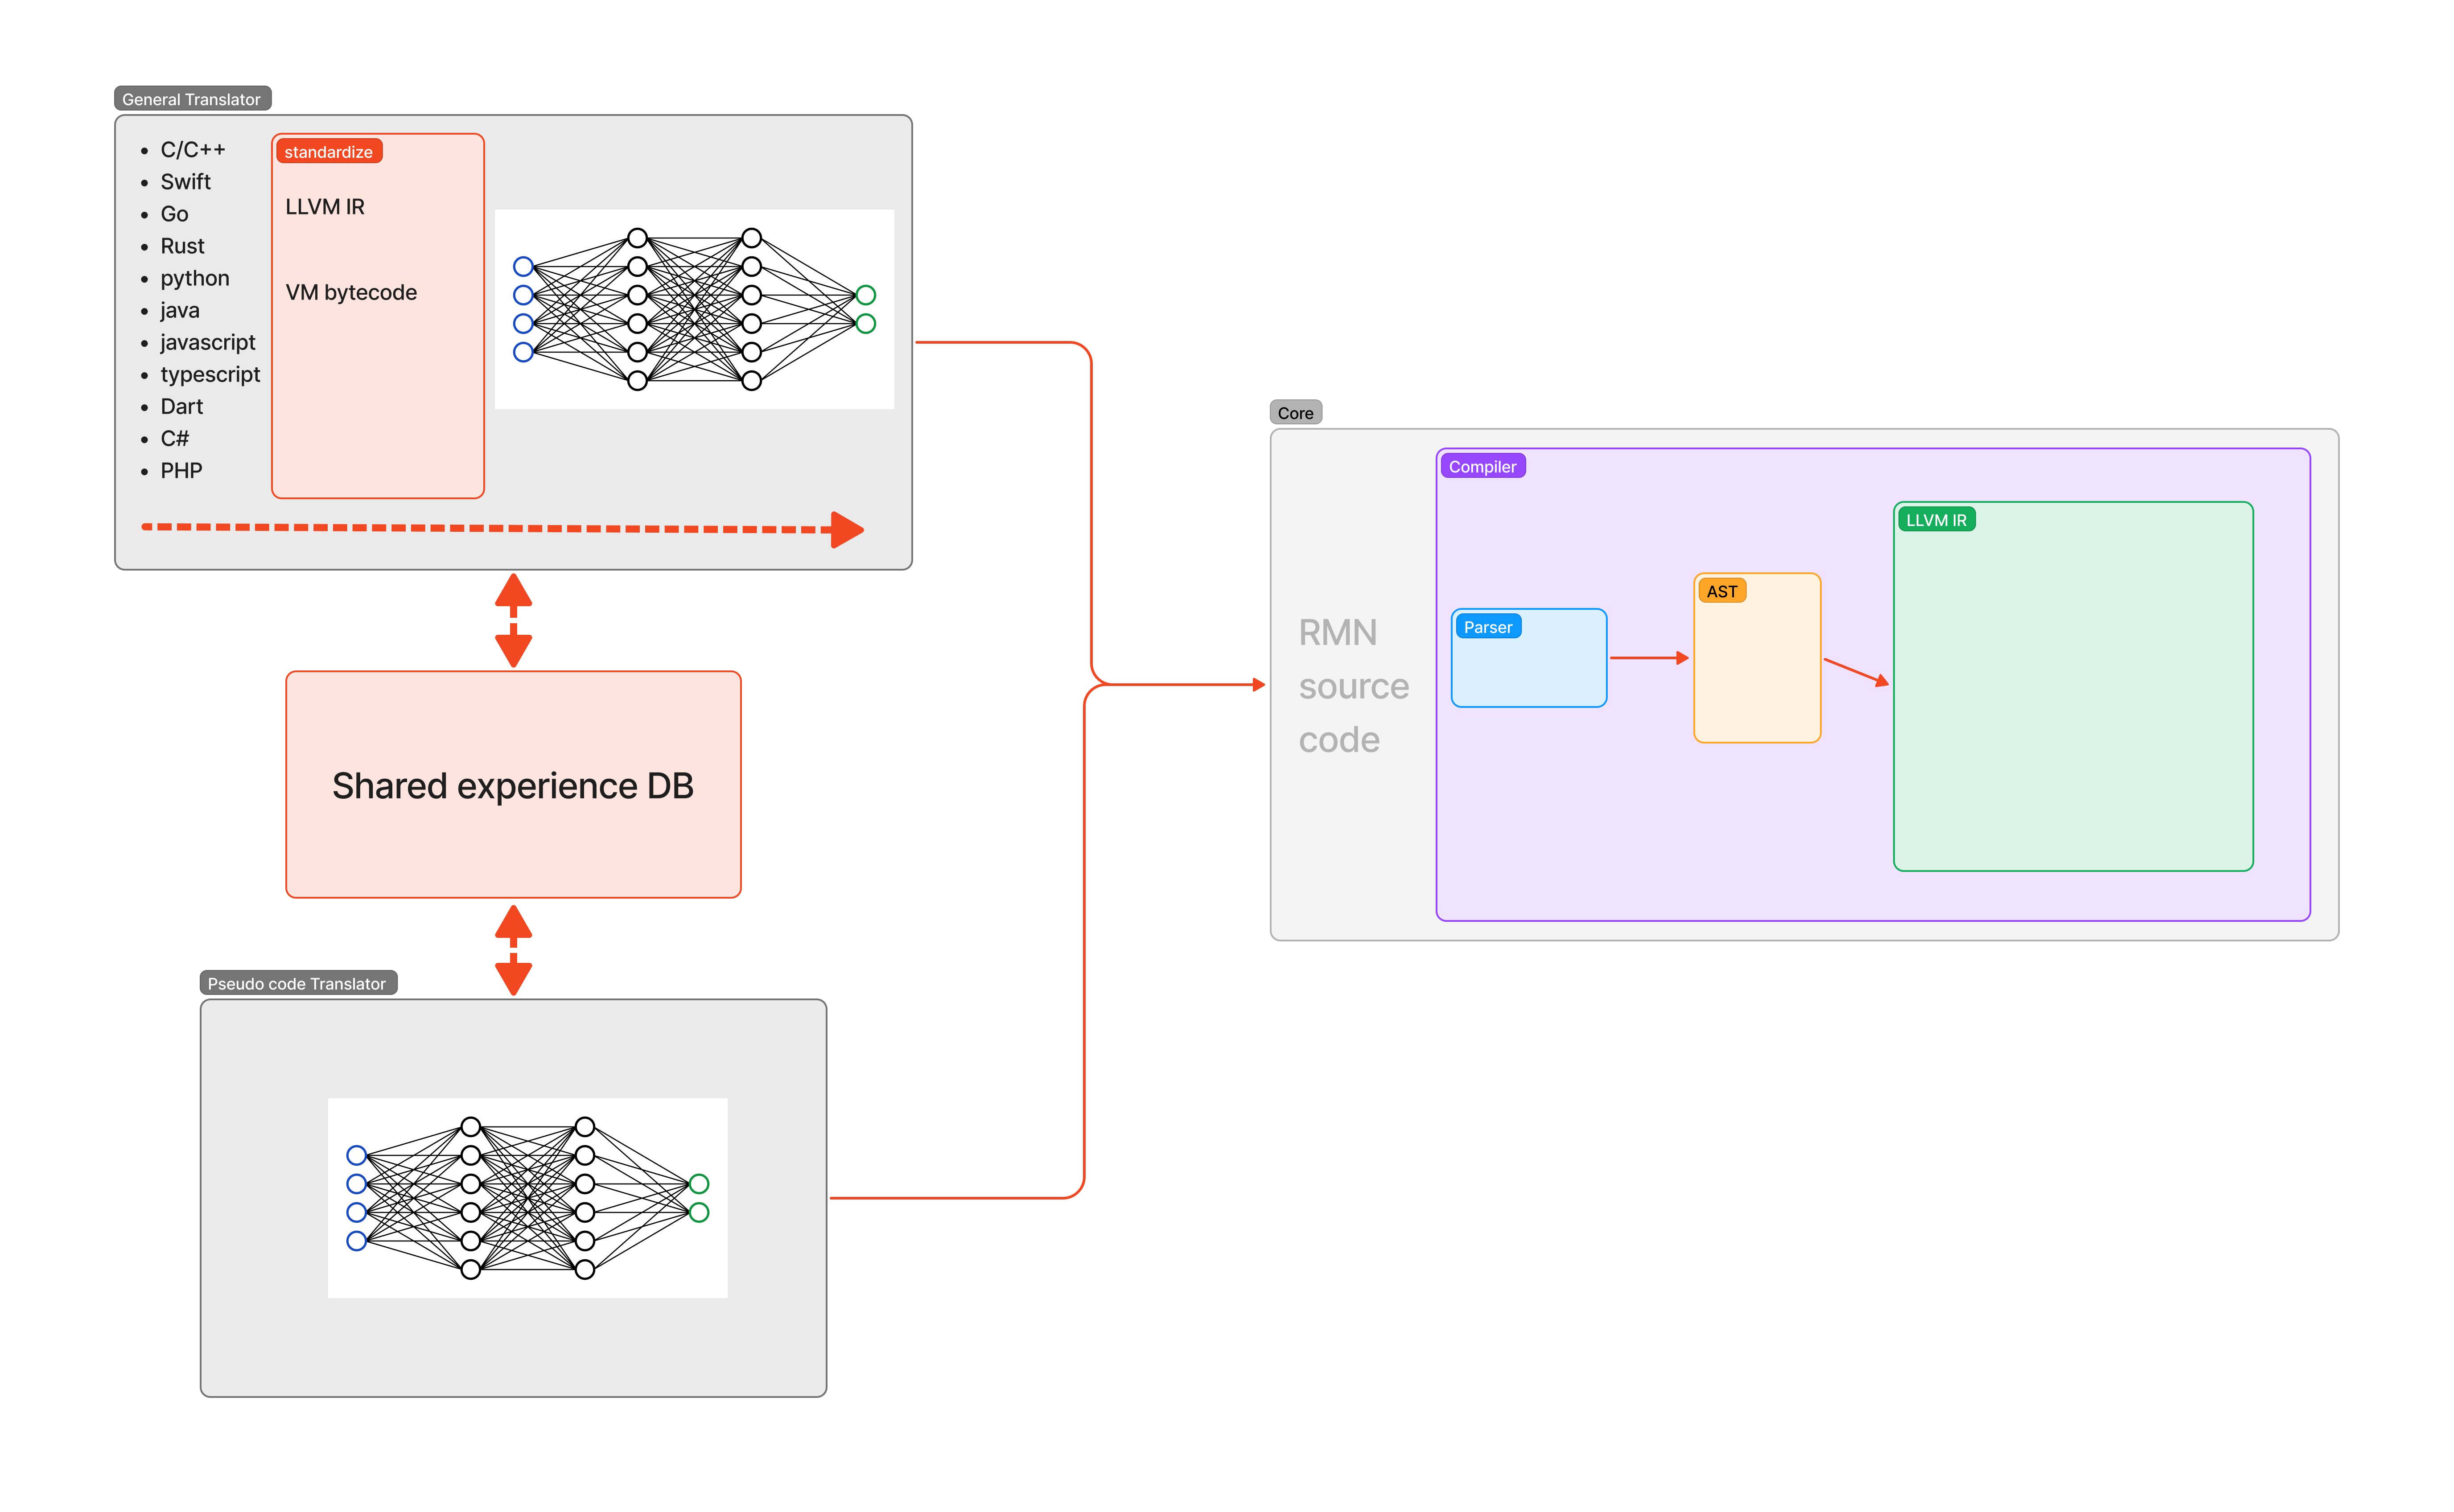 General Translator
C/C++
Swift
Go
Rust
python
java
javascript
typescript
Dart
C#
PHP
standardize
LLVM IR
VM bytecode
Shared experience DB
Pseudo code Translator
Core
RMN
source
code
Compiler
Parser
AST
LLVM IR